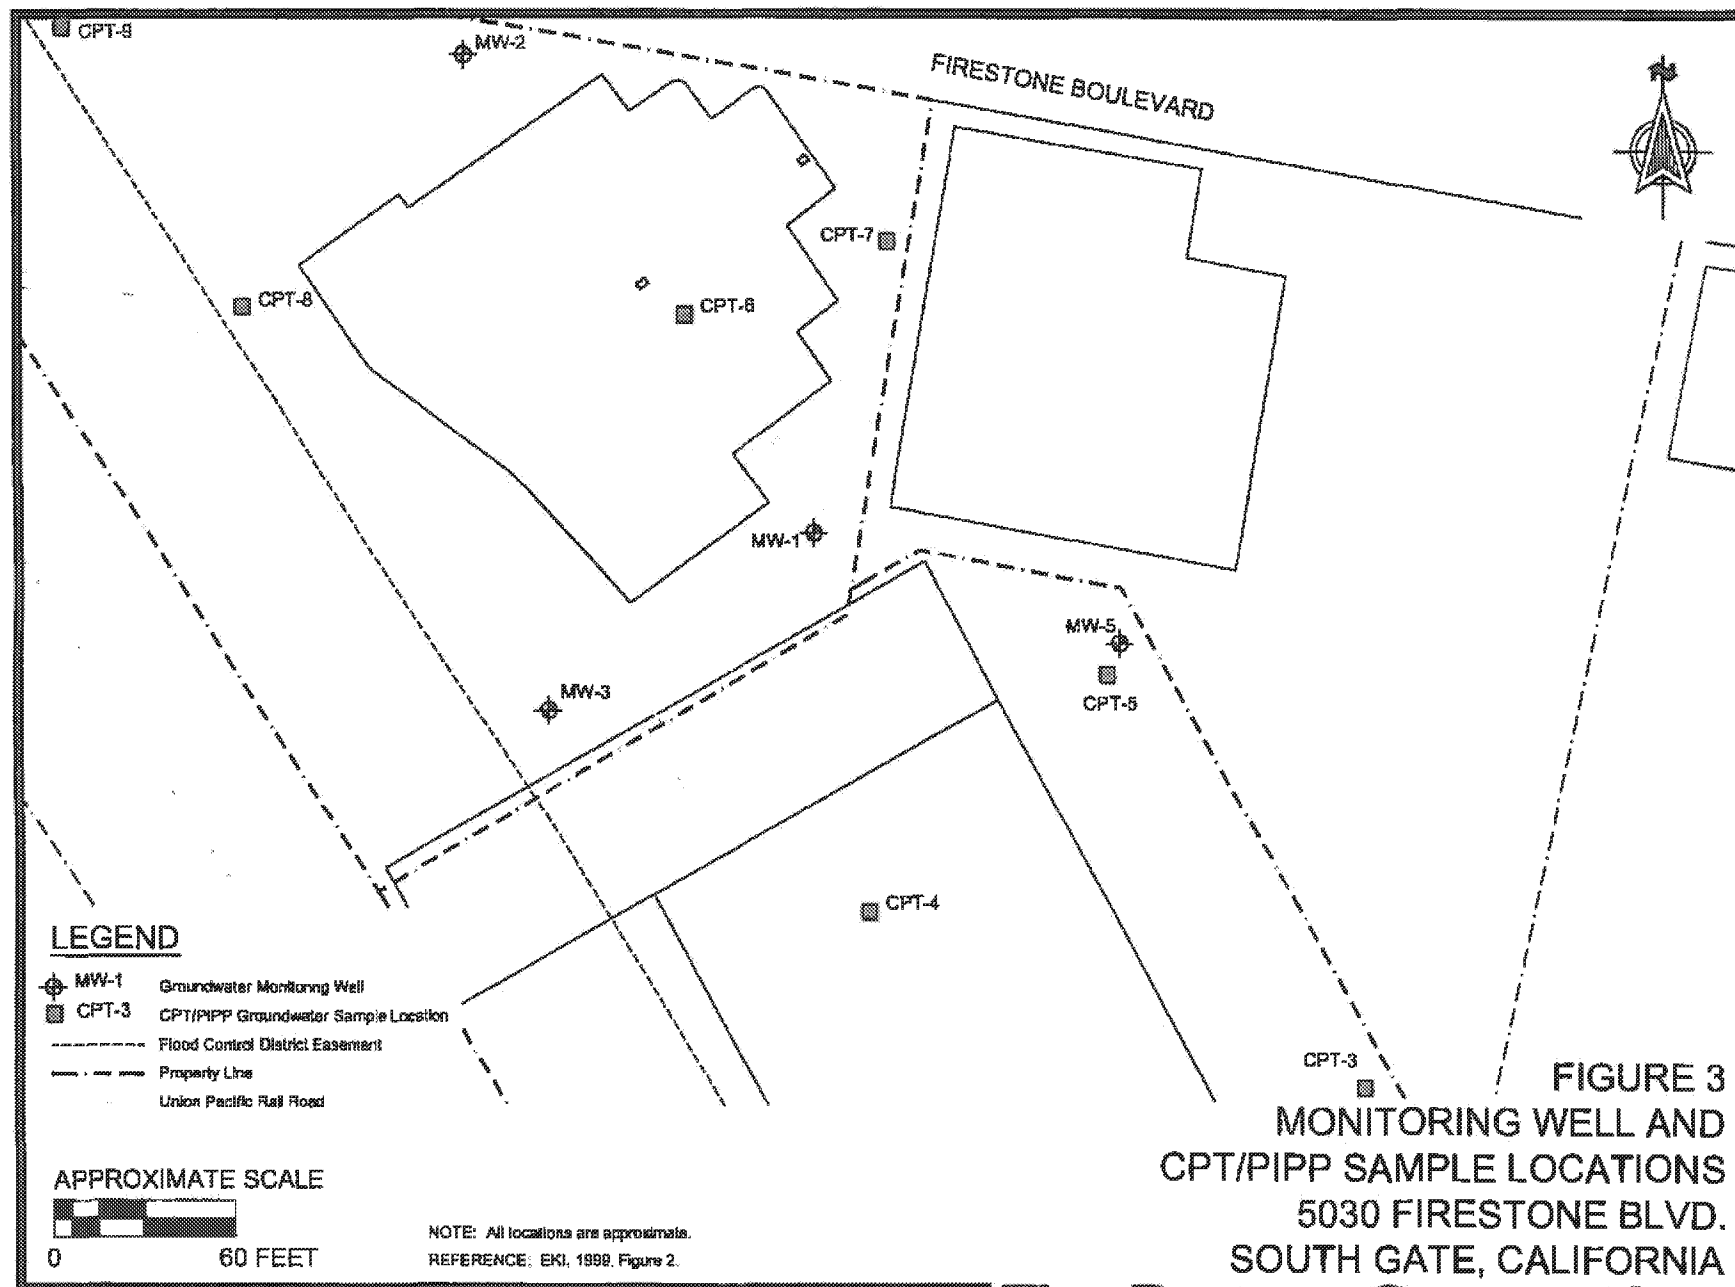 CPT-9
MW-2
FIRESTONE BOULEVARD
N
CPT-7
CPT-8
CPT-6
MW-1
MW-5
CPT-5
MW-3
CPT-4
CPT-3
LEGEND
MW-1 Groundwater Monitoring Well
CPT-3 CPT/PIPP Groundwater Sample Location
Flood Control District Easement
Property Line
Union Pacific Rail Road
APPROXIMATE SCALE
0 60 FEET
NOTE: All locations are approximate.
REFERENCE: EKI, 1999, Figure 2.
FIGURE 3
MONITORING WELL AND
CPT/PIPP SAMPLE LOCATIONS
5030 FIRESTONE BLVD.
SOUTH GATE, CALIFORNIA